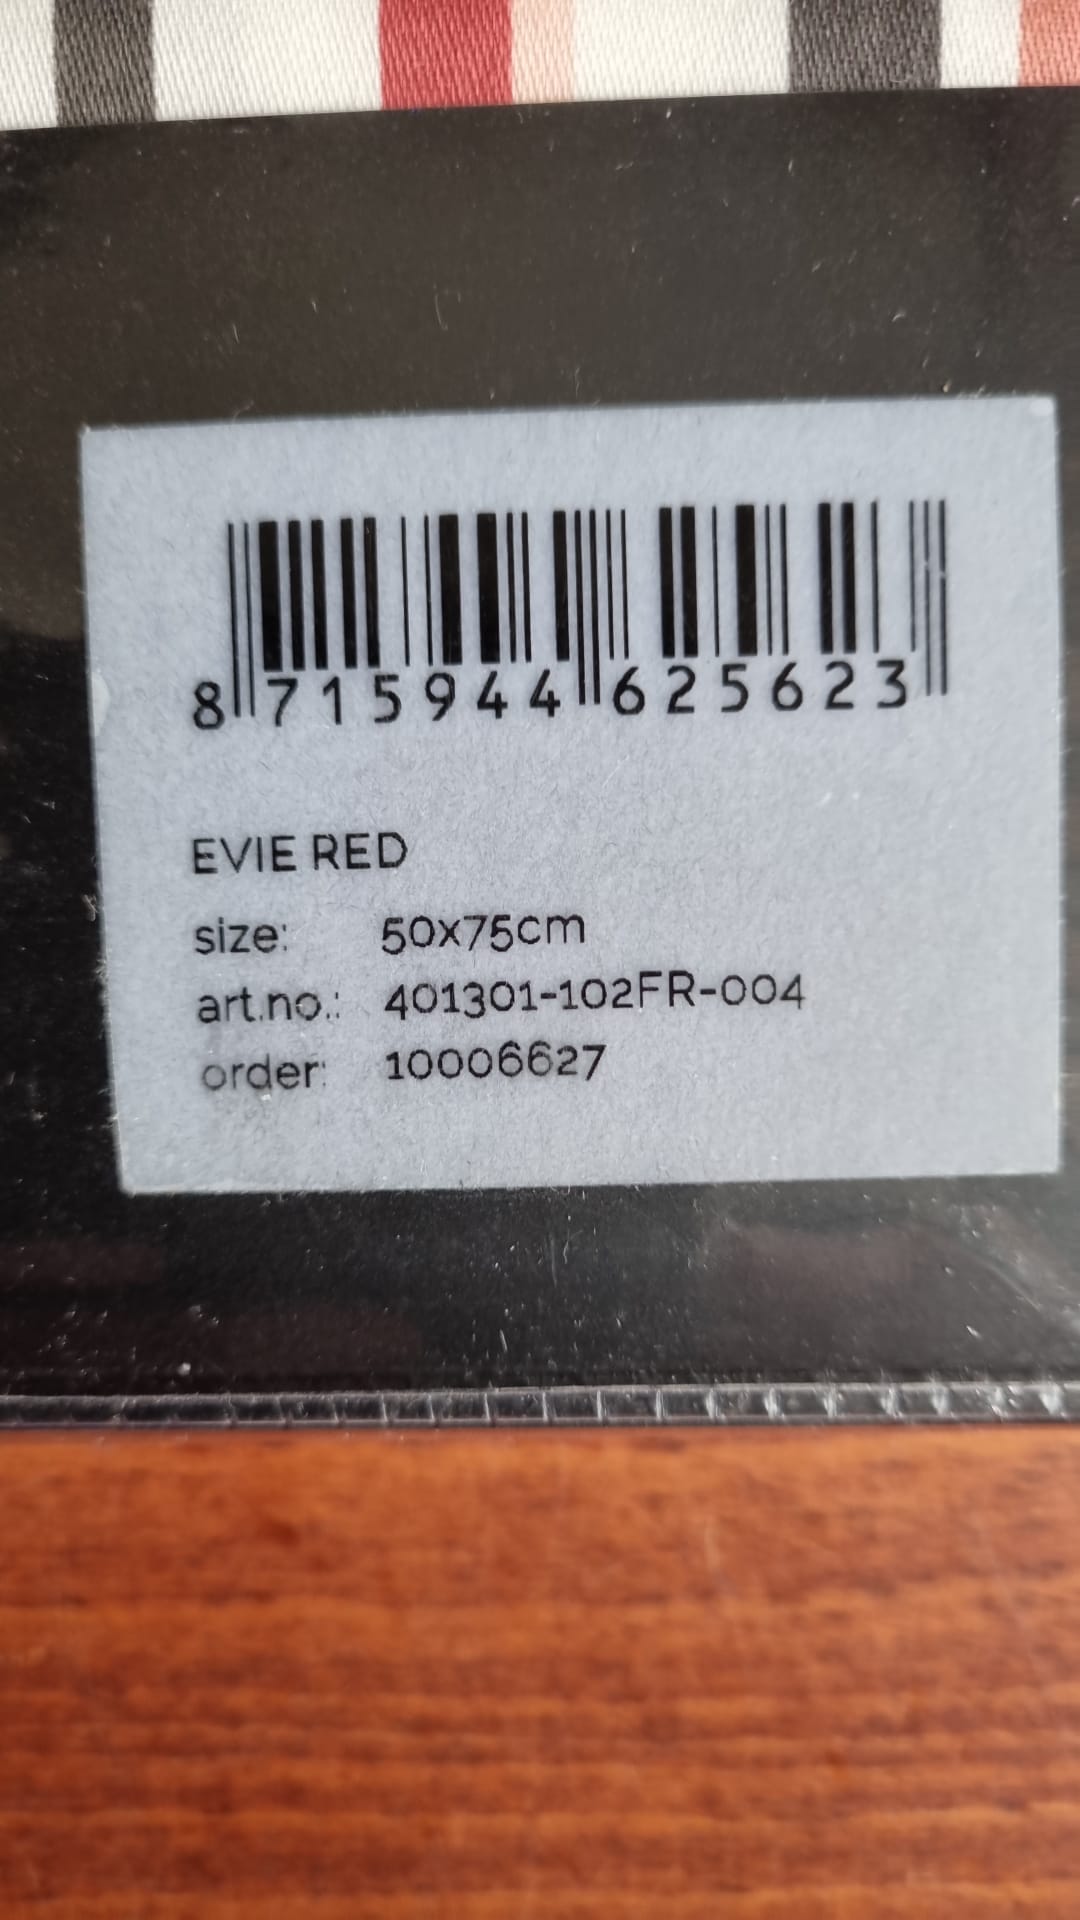 8 715944 625623
EVIE RED
size: 50x75cm
art.no.: 401301-102FR-004
order: 10006627